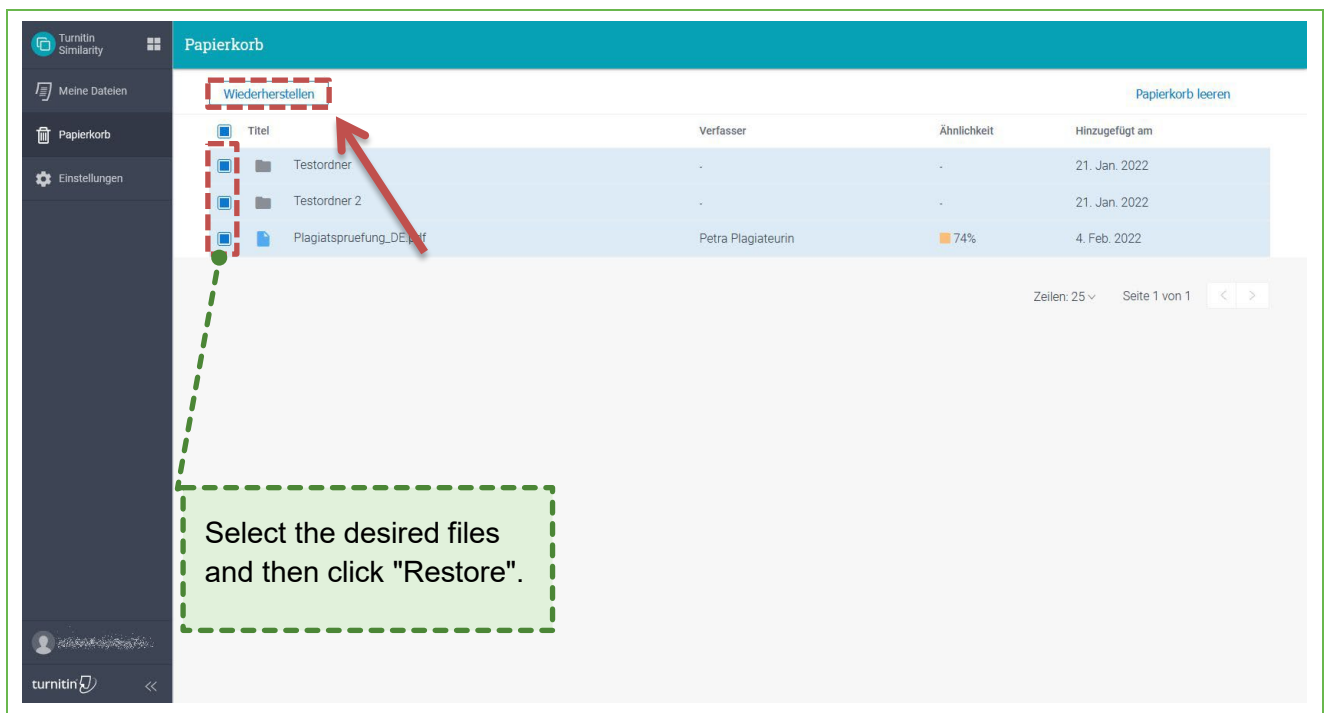 Turnitin
Similarity
Papierkorb
Meine Dateien
Wiederherstellen
Papierkorb leeren
Papierkorb
Titel Verfasser Ähnlichkeit Hinzugefügt am
Testordner - - 21. Jan. 2022
Einstellungen
Testordner 2 - - 21. Jan. 2022
Plagiatspruefung_DE.pdf Petra Plagiateurin 74% 4. Feb. 2022
Zeilen: 25 Seite 1 von 1 < >
Select the desired files
and then click "Restore".
turnitin <<